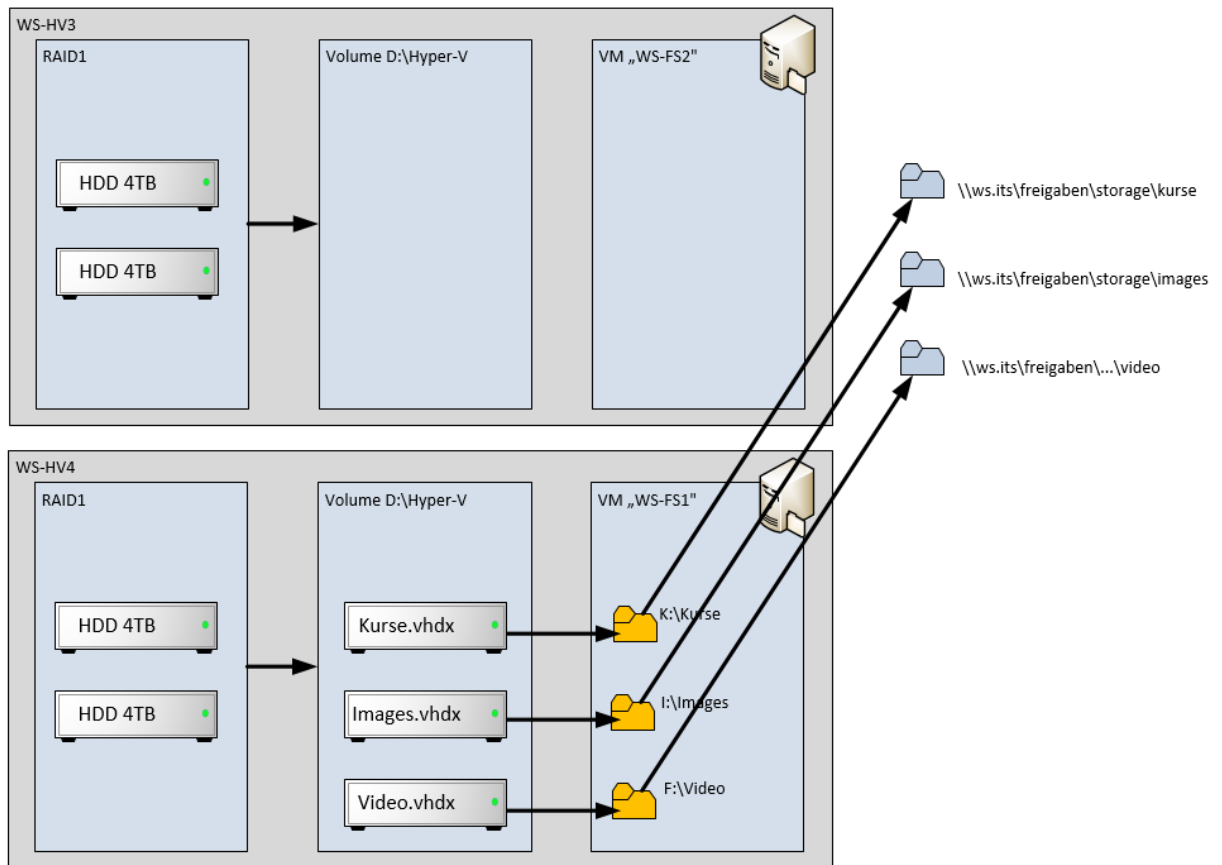 WS-HV3
RAID1
HDD 4TB
HDD 4TB
Volume D:\Hyper-V
VM „WS-FS2"
\\ws.its\freigaben\storage\kurse
\\ws.its\freigaben\storage\images
\\ws.its\freigaben\...\video
WS-HV4
RAID1
HDD 4TB
HDD 4TB
Volume D:\Hyper-V
Kurse.vhdx
Images.vhdx
Video.vhdx
VM „WS-FS1"
K:\Kurse
I:\Images
F:\Video